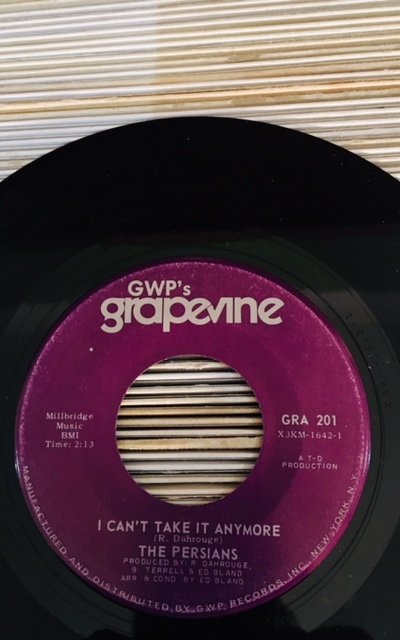 GWP's
grapevine
Millbridge
Music
BMI
Time: 2:13
GRA 201
X3KM-1642-1
A T-D
PRODUCTION
I CAN'T TAKE IT ANYMORE
(R. Dahrouge)
THE PERSIANS
PRODUCED BY: R. DAHROUGE,
B. TERRELL & ED BLAND
ARR. & COND. BY ED BLAND
MANUFACTURED AND DISTRIBUTED BY GWP RECORDS, INC. NEW YORK, N.Y.